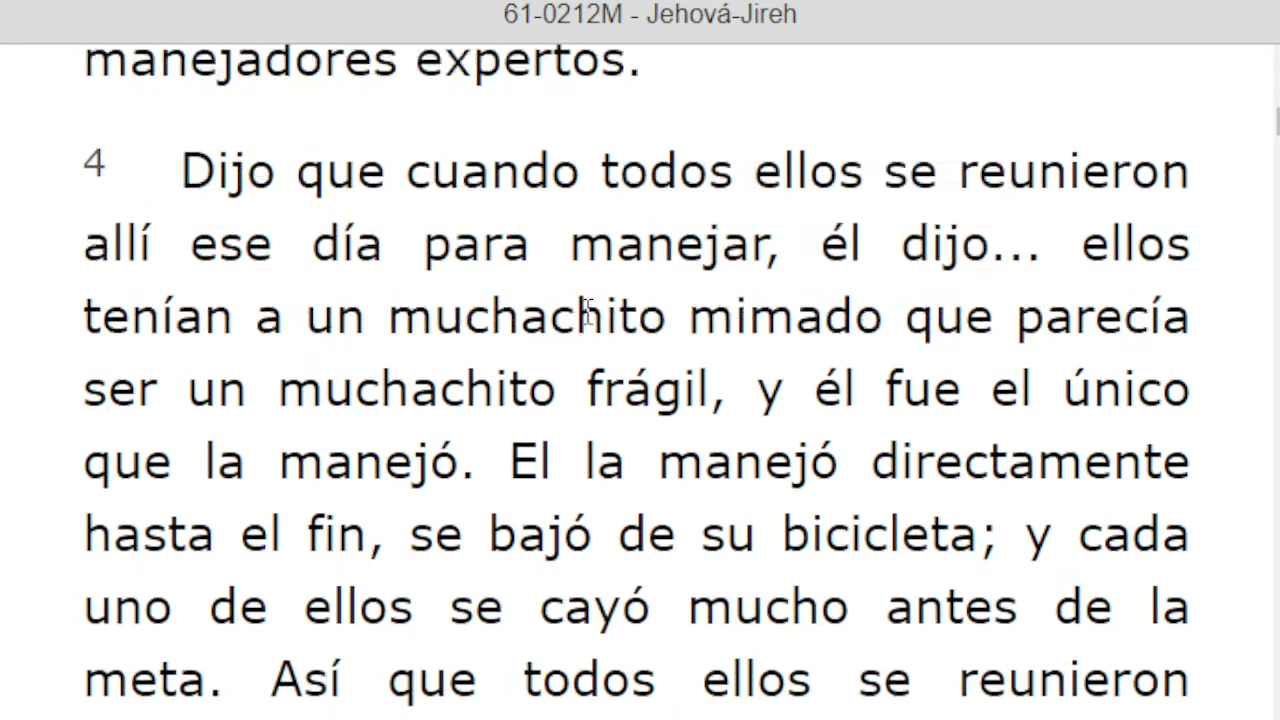 61-0212M - Jehová-Jireh
manejadores expertos.
4 Dijo que cuando todos ellos se reunieron
allí ese día para manejar, él dijo... ellos
tenían a un muchachito mimado que parecía
ser un muchachito frágil, y él fue el único
que la manejó. El la manejó directamente
hasta el fin, se bajó de su bicicleta; y cada
uno de ellos se cayó mucho antes de la
meta. Así que todos ellos se reunieron